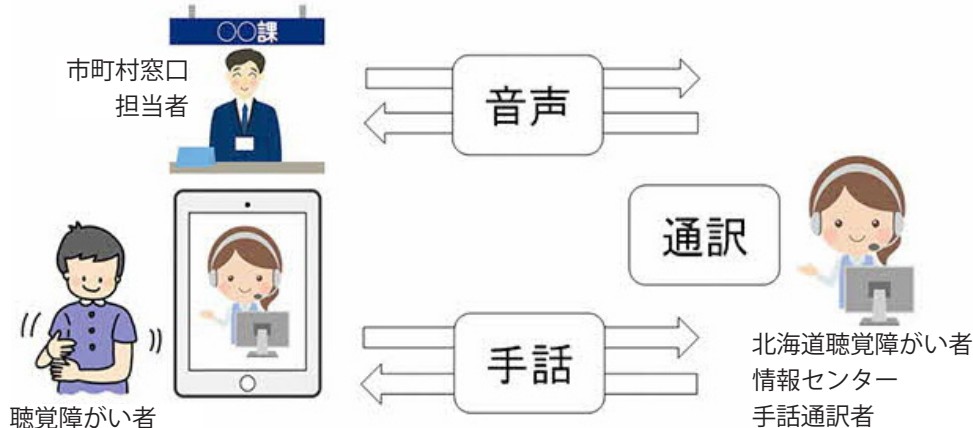 ○○課
市町村窓口
担当者
音声
通訳
手話
聴覚障がい者
北海道聴覚障がい者
情報センター
手話通訳者